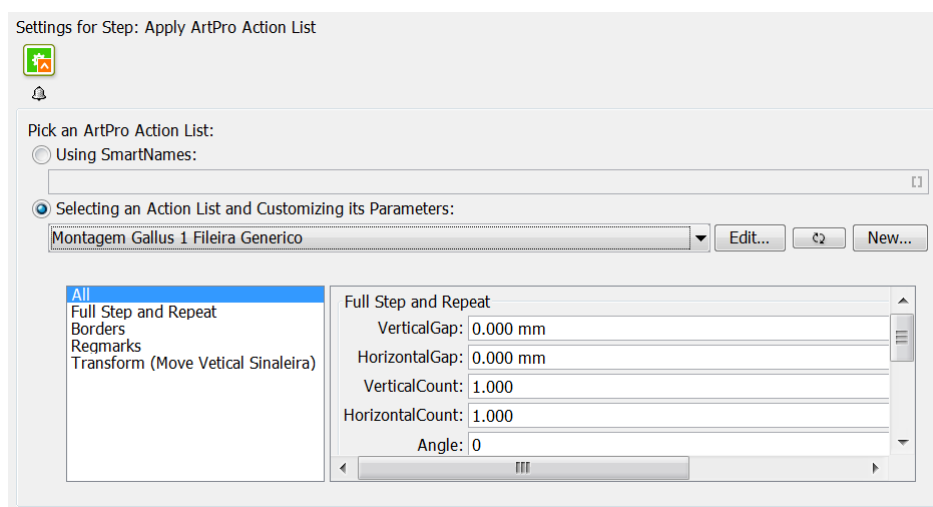 Settings for Step: Apply ArtPro Action List
Pick an ArtPro Action List:
Using SmartNames:
[]
Selecting an Action List and Customizing its Parameters:
Montagem Gallus 1 Fileira Generico
Edit...
New...
All
Full Step and Repeat
Borders
Regmarks
Transform (Move Vetical Sinaleira)
Full Step and Repeat
VerticalGap: 0.000 mm
HorizontalGap: 0.000 mm
VerticalCount: 1.000
HorizontalCount: 1.000
Angle: 0